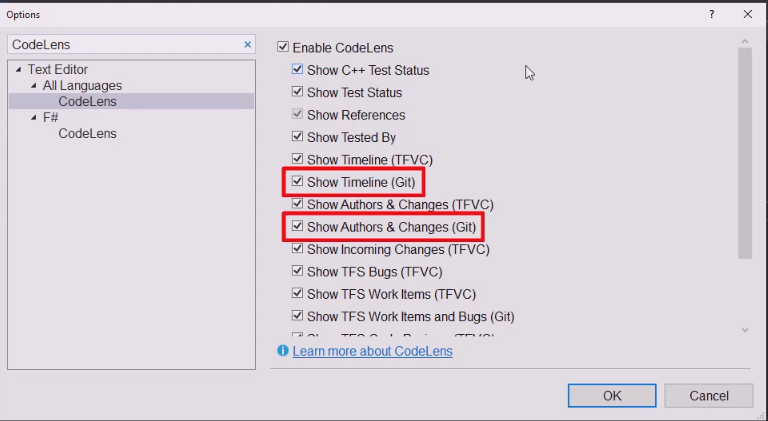 Options
?
CodeLens
Text Editor
All Languages
CodeLens
F#
CodeLens
Enable CodeLens
Show C++ Test Status
Show Test Status
Show References
Show Tested By
Show Timeline (TFVC)
Show Timeline (Git)
Show Authors & Changes (TFVC)
Show Authors & Changes (Git)
Show Incoming Changes (TFVC)
Show TFS Bugs (TFVC)
Show TFS Work Items (TFVC)
Show TFS Work Items and Bugs (Git)
Learn more about CodeLens
OK
Cancel